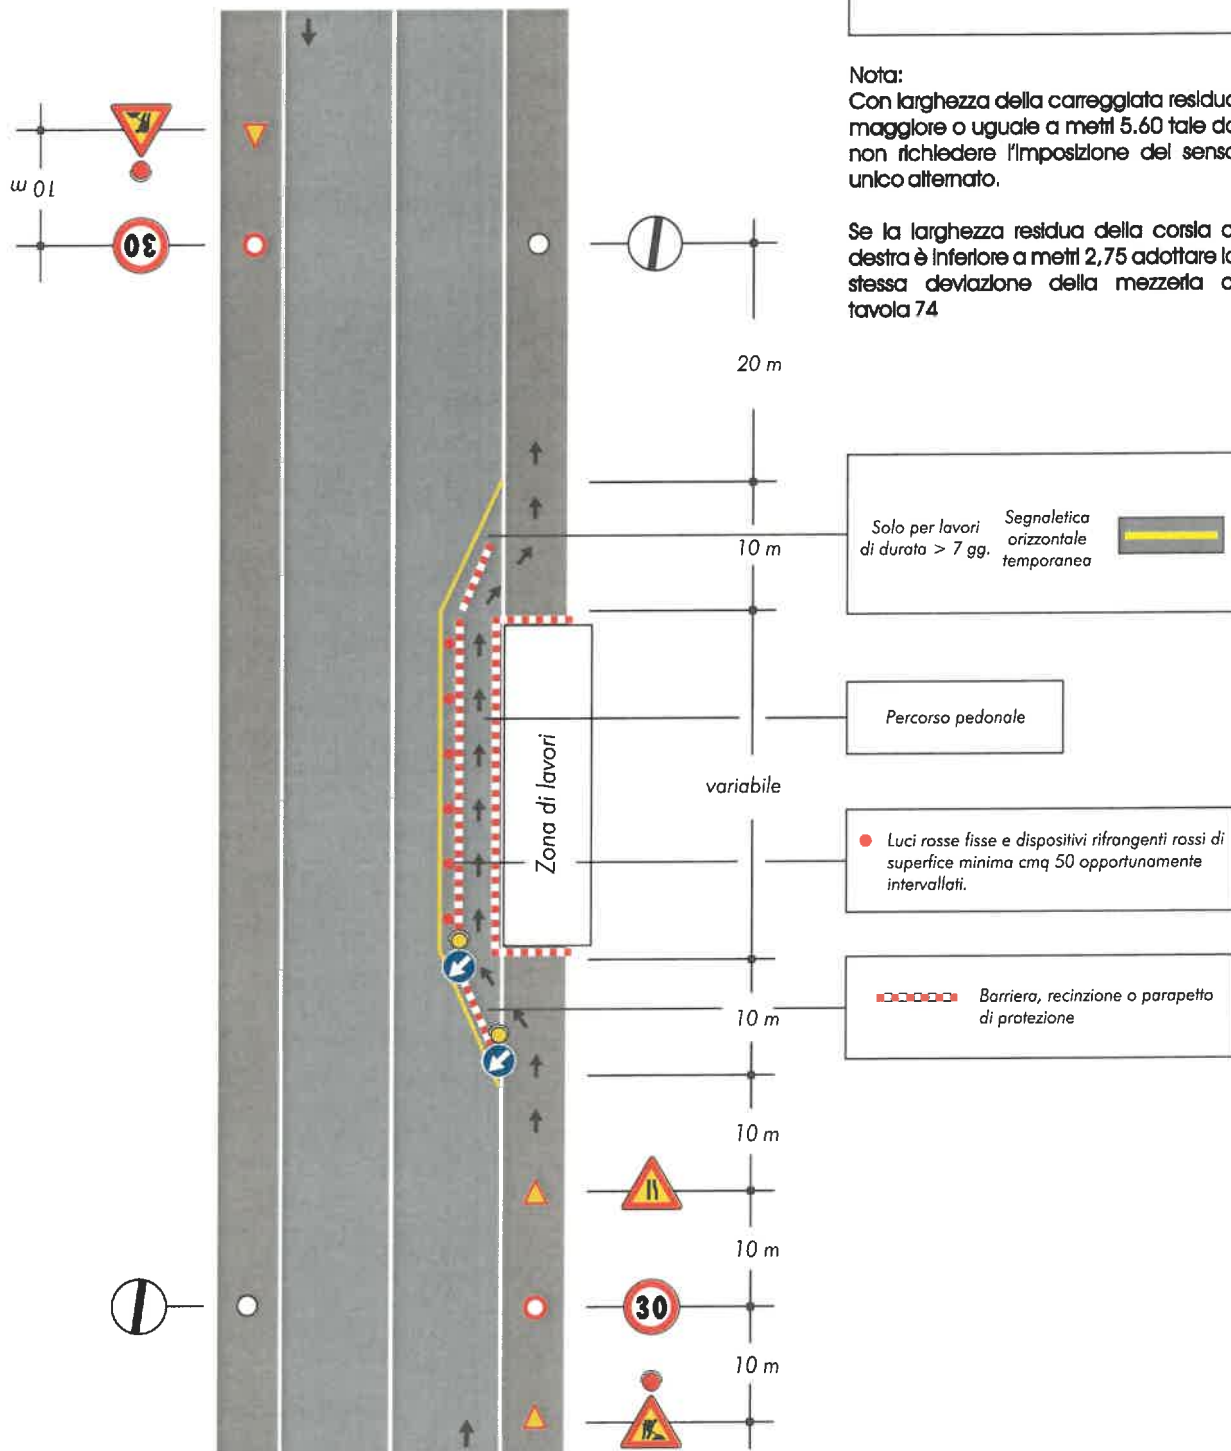 Nota:
Con larghezza della carreggiata residua
maggiore o uguale a metri 5.60 tale da
non richiedere l'imposizione del senso
unico alternato.
Se la larghezza residua della corsia di
destra è inferiore a metri 2,75 adottare la
stessa deviazione della mezzeria di
tavola 74
10 m
30
20 m
10 m
Solo per lavori
di durata > 7 gg.
Segnaletica
orizzontale
temporanea
Percorso pedonale
Zona di lavori
variabile
Luci rosse fisse e dispositivi rifrangenti rossi di
superfice minima cmq 50 opportunamente
intervallati.
Barriera, recinzione o parapetto
di protezione
10 m
10 m
10 m
30
10 m